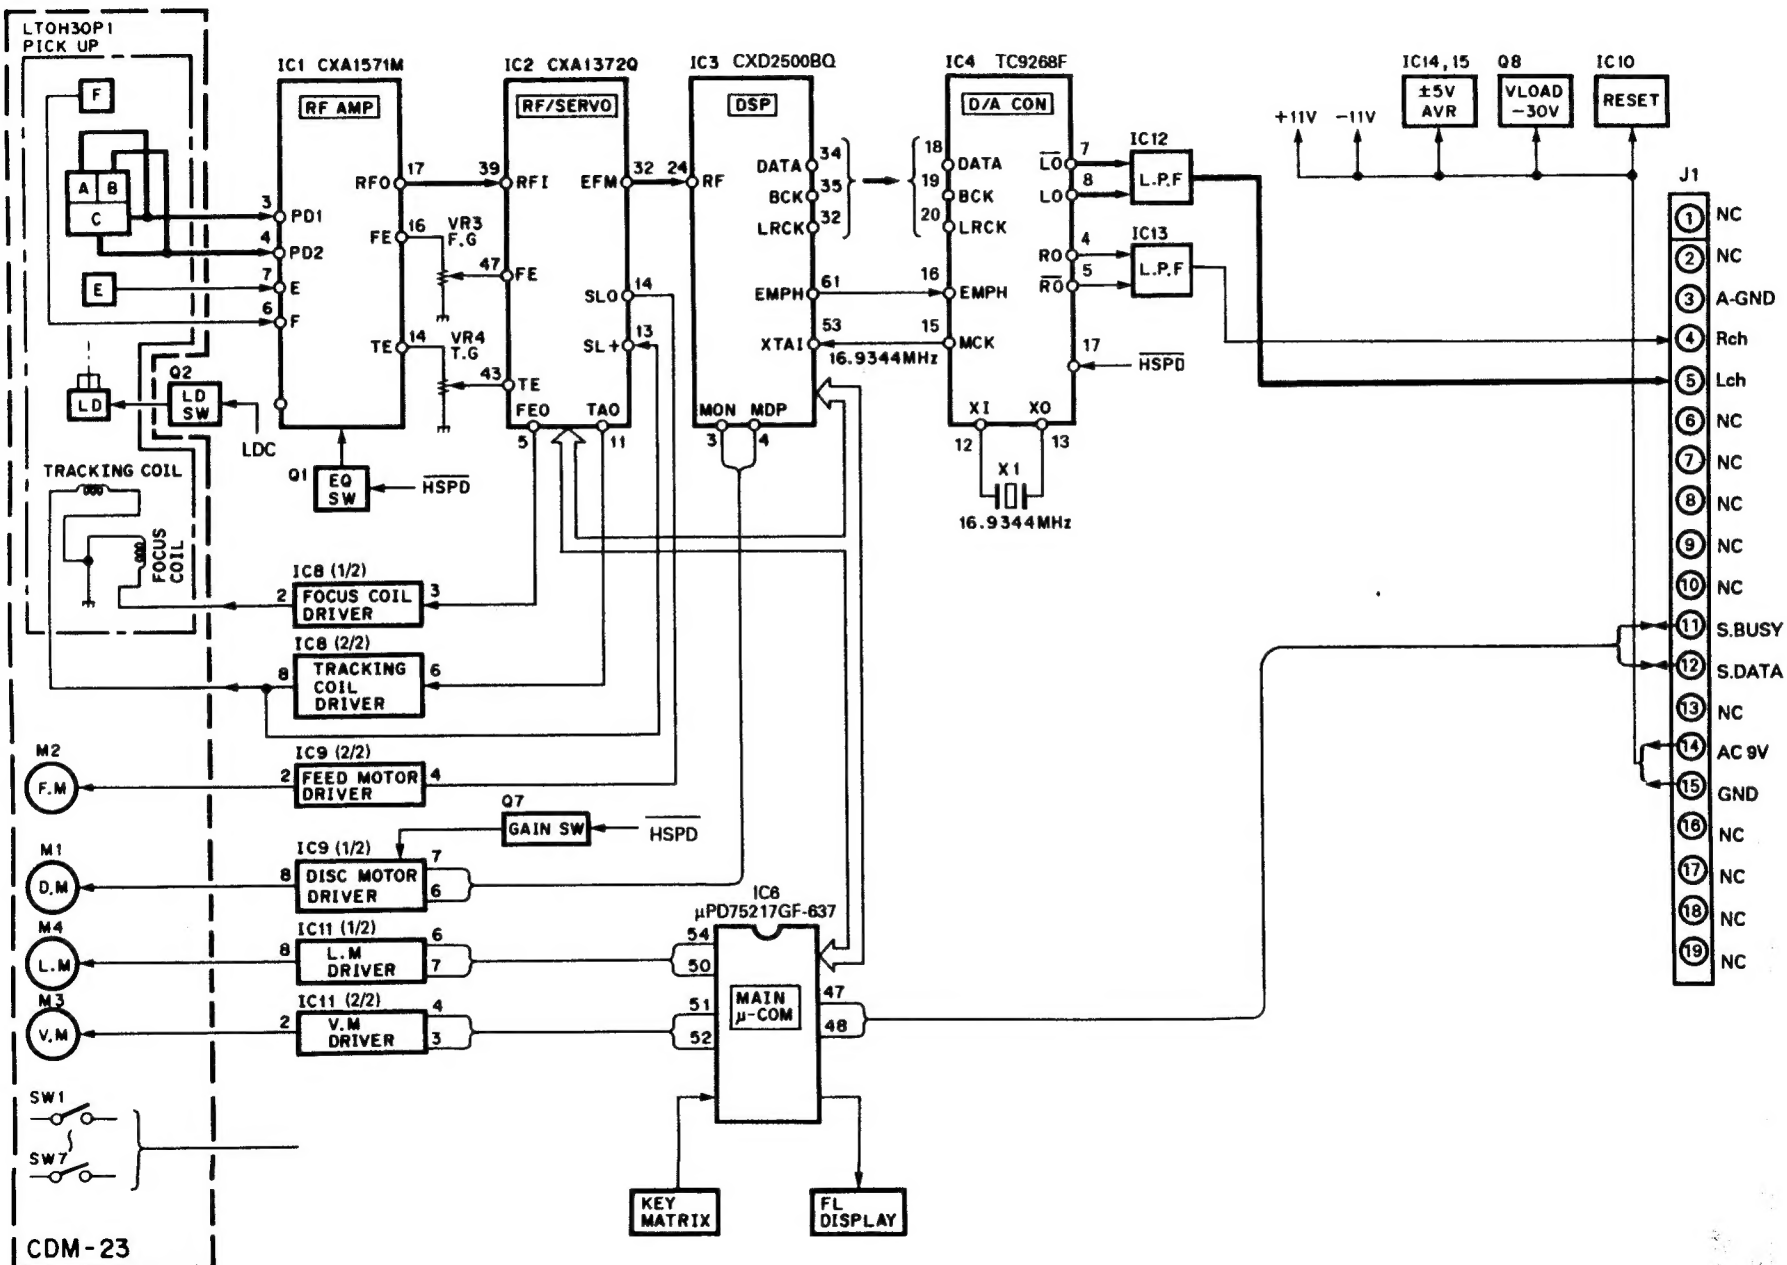 LTOH30P1
PICK UP
F
A B
C
E
LD
Q2
LD
SW
LDC
TRACKING COIL
FOCUS
COIL
IC1 CXA1571M
RF AMP
3 PD1
4 PD2
7 E
6 F
RFO 17
FE 16
TE 14
VR3
F.G
VR4
T.G
Q1
EQ
SW
HSPD
IC2 CXA1372Q
RF/SERVO
39 RFI
47 FE
43 TE
EFM 32
SLO 14
SL+ 13
FEO TAO
5 11
IC3 CXD2500BQ
DSP
24 RF
DATA 34
BCK 35
LRCK 32
EMPH 61
XTAI 53
MON MDP
3 4
16.9344MHz
IC4 TC9268F
D/A CON
18 DATA
19 BCK
20 LRCK
16 EMPH
15 MCK
LO 7
LO 8
RO 4
RO 5
17
HSPD
XI XO
12 13
X1
16.9344MHz
IC12
L.P.F
IC13
L.P.F
+11V -11V
IC14, 15
±5V
AVR
Q8
VLOAD
-30V
IC10
RESET
J1
1 NC
2 NC
3 A-GND
4 Rch
5 Lch
6 NC
7 NC
8 NC
9 NC
10 NC
11 S.BUSY
12 S.DATA
13 NC
14 AC 9V
15 GND
16 NC
17 NC
18 NC
19 NC
IC8 (1/2)
2 FOCUS COIL
DRIVER 3
IC8 (2/2)
8 TRACKING
COIL
DRIVER 6
M2
F.M
IC9 (2/2)
2 FEED MOTOR
DRIVER 4
Q7
GAIN SW
HSPD
M1
D.M
IC9 (1/2)
8 DISC MOTOR
DRIVER 7
6
M4
L.M
IC11 (1/2)
8 L.M
DRIVER 6
7
M3
V.M
IC11 (2/2)
2 V.M
DRIVER 4
3
IC6
µPD75217GF-637
54
50
51
52
MAIN
µ-COM
47
48
KEY
MATRIX
FL
DISPLAY
SW1
SW7
CDM-23